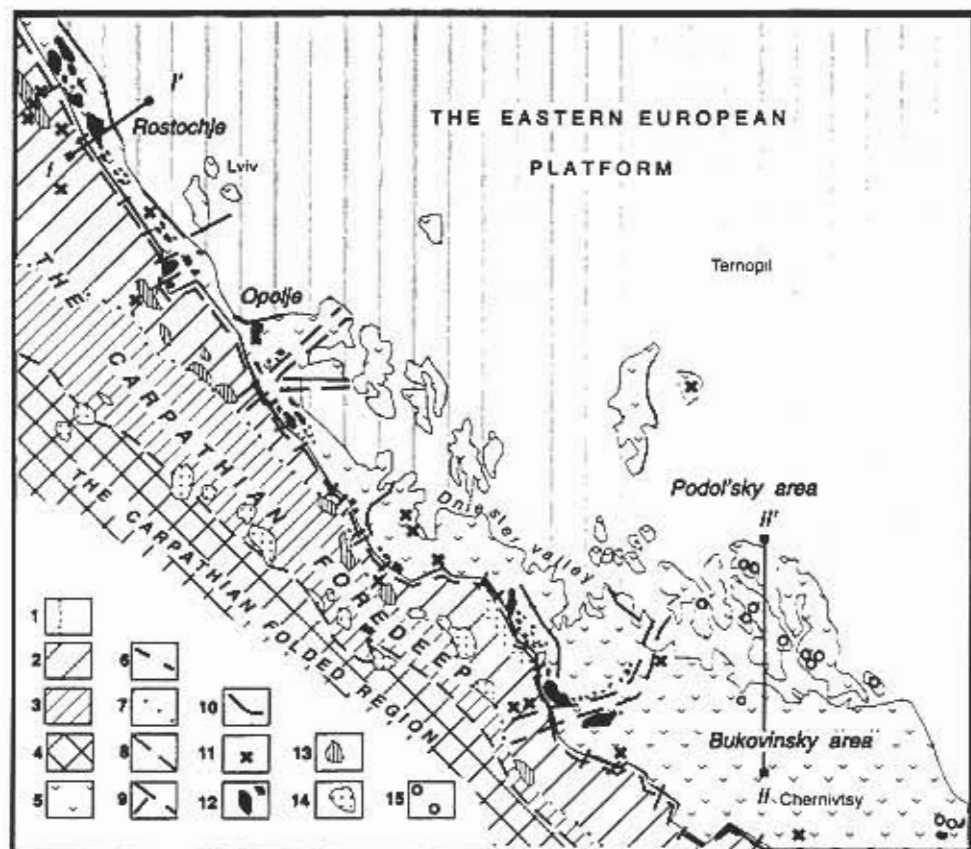 THE EASTERN EUROPEAN
PLATFORM
I'
Rostochje
Lviv
I
Ternopil
Opolje
THE CARPATHIAN FOREDEEP
THE CARPATHIAN FOLDED REGION
Dniester valley
Podol'sky area
II'
Bukovinsky area
II
Chernivtsy
1
2
3
4
5
6
7
8
9
10
11
12
13
14
15